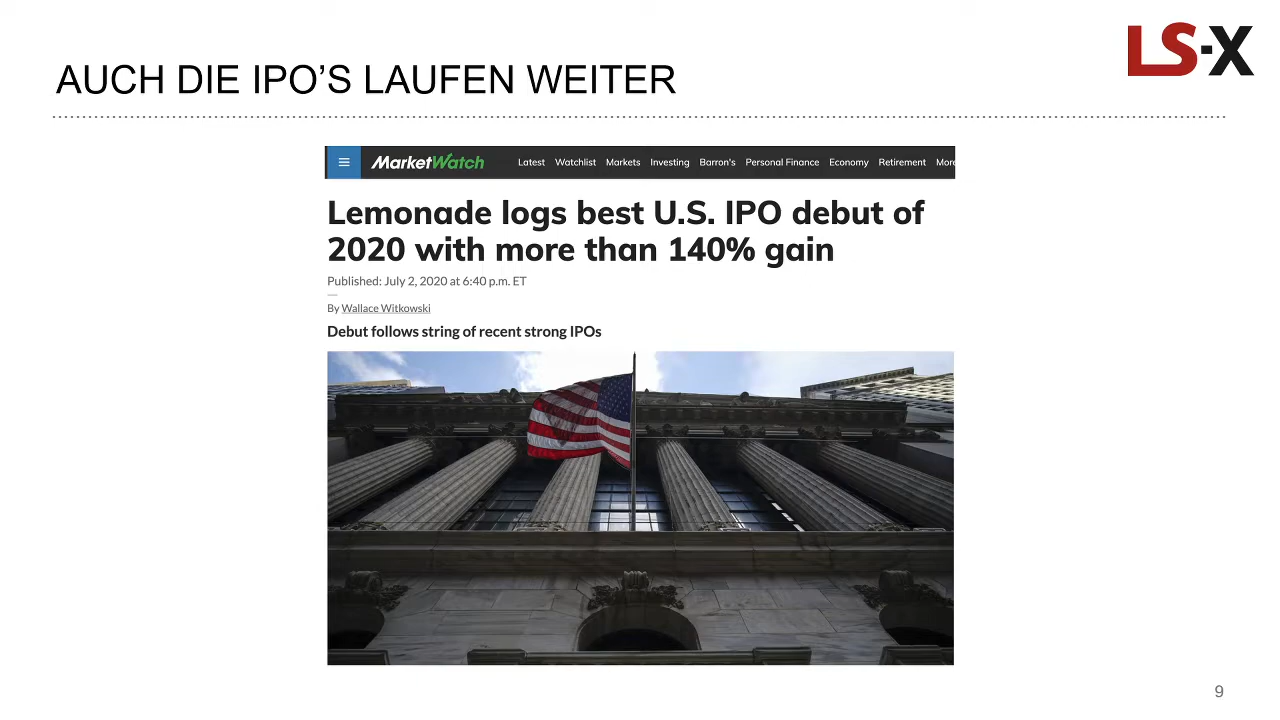 LS-X
AUCH DIE IPO’S LAUFEN WEITER
MarketWatch Latest Watchlist Markets Investing Barron's Personal Finance Economy Retirement More
Lemonade logs best U.S. IPO debut of
2020 with more than 140% gain
Published: July 2, 2020 at 6:40 p.m. ET
By Wallace Witkowski
Debut follows string of recent strong IPOs
9